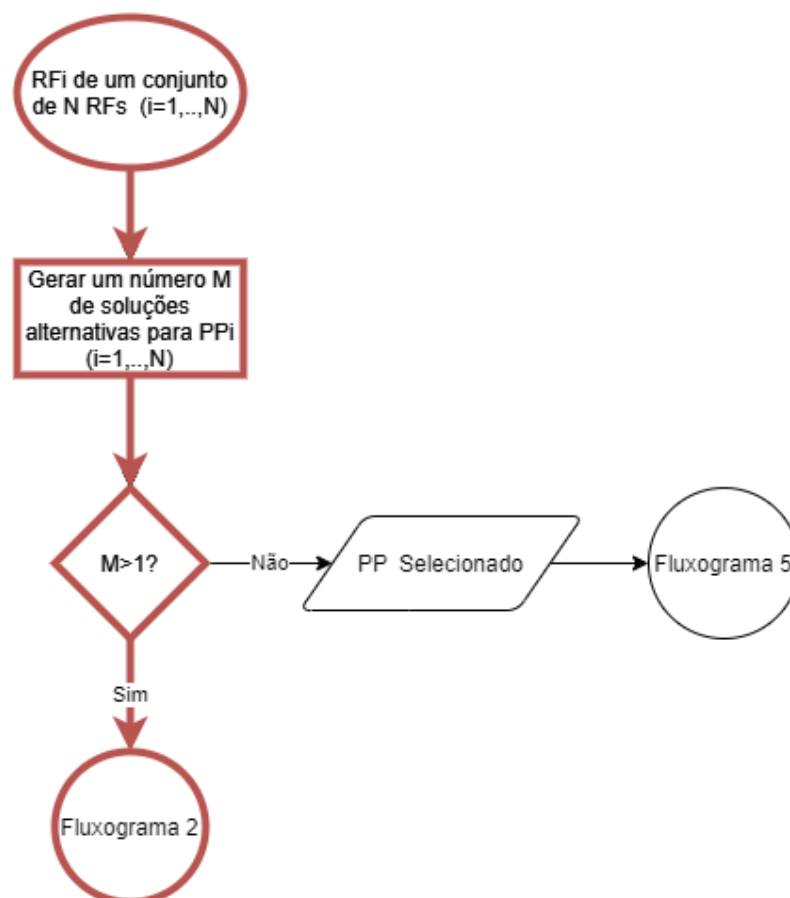 RFi de um conjunto
de N RFs (i=1,..,N)
Gerar um número M
de soluções
alternativas para PPi
(i=1,..,N)
M>1?
Não
PP Selecionado
Fluxograma 5
Sim
Fluxograma 2